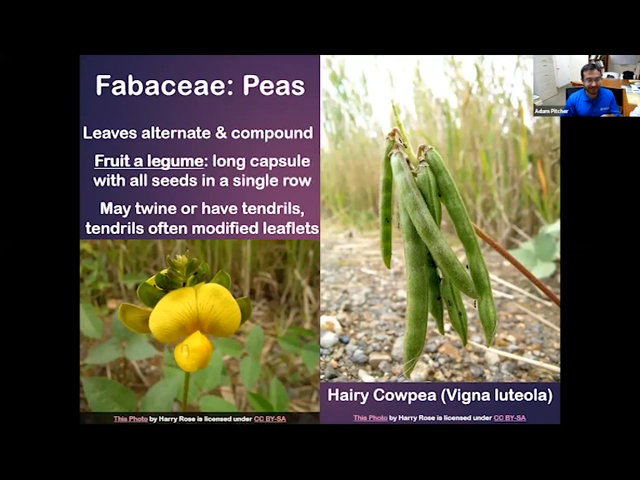 Fabaceae: Peas
Leaves alternate & compound
Fruit a legume: long capsule
with all seeds in a single row
May twine or have tendrils,
tendrils often modified leaflets
This Photo by Harry Rose is licensed under CC BY-SA
Hairy Cowpea (Vigna luteola)
This Photo by Harry Rose is licensed under CC BY-SA
Adam Pitcher